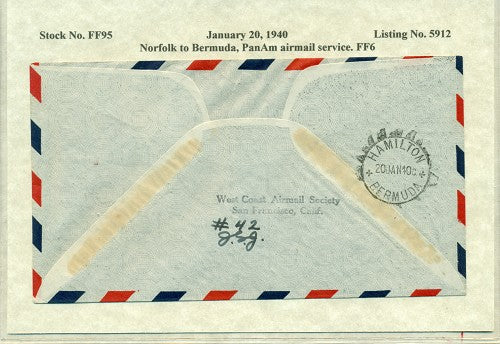 Stock No. FF95 January 20, 1940 Listing No. 5912
Norfolk to Bermuda, PanAm airmail service. FF6
HAMILTON
20 JAN 40
BERMUDA
West Coast Airmail Society
San Francisco, Calif.
#42